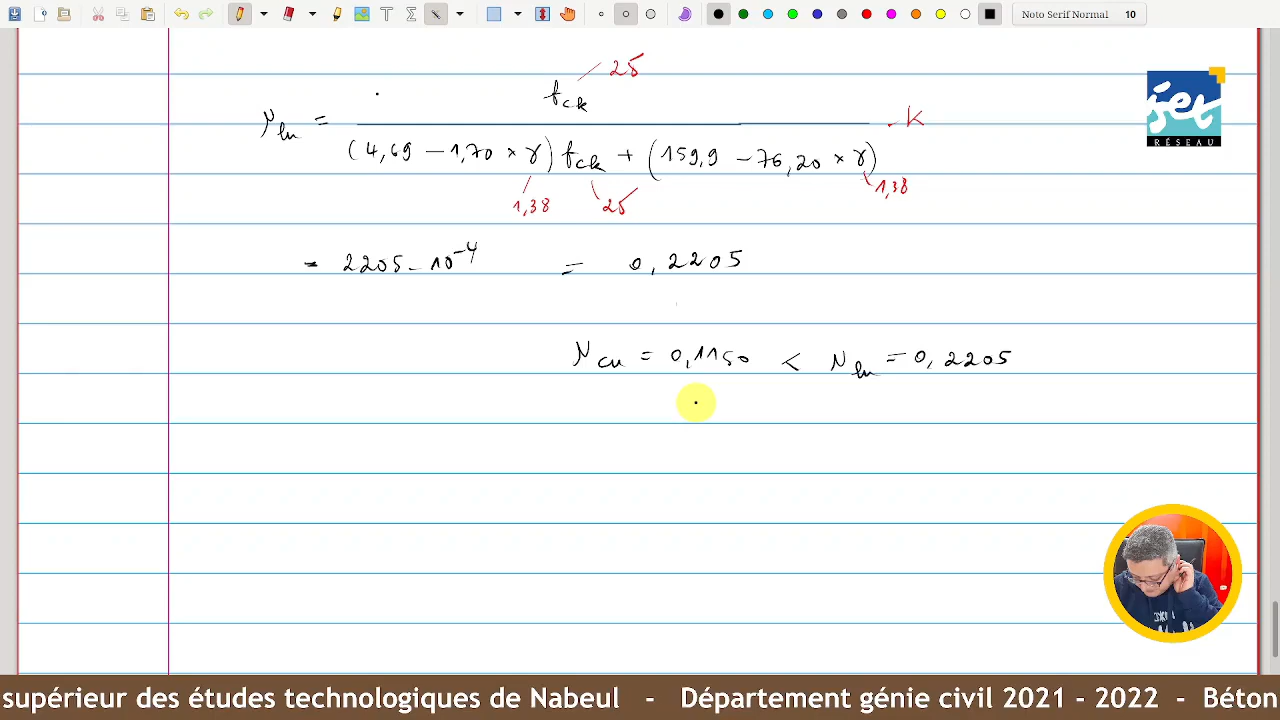 Noto Serif Normal 10
25
fck
μlu = - K
(4,69 - 1,70 × γ) fck + (159,9 - 76,20 × γ)
1,38 25 1,38
= 2205 - 10⁻⁴ = 0,2205
μcu = 0,1150 < μlu = 0,2205
iset
RÉSEAU
supérieur des études technologiques de Nabeul - Département génie civil 2021 - 2022 - Béton